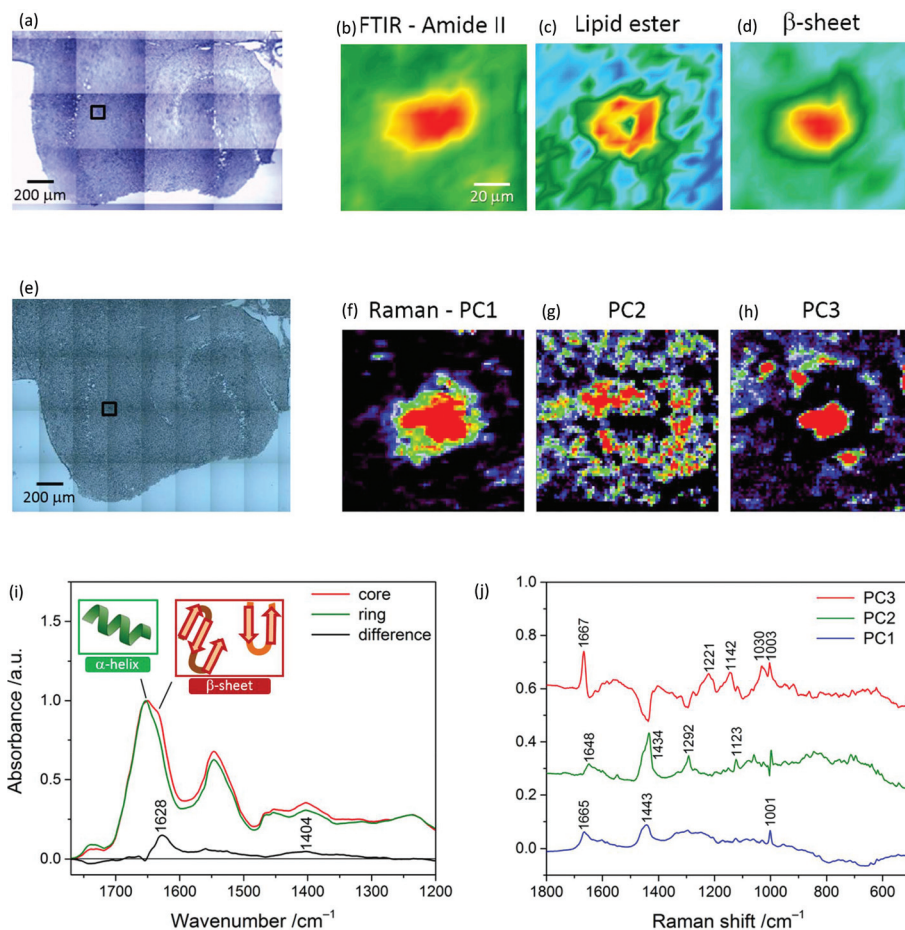 (a)
200 µm
(b) FTIR - Amide II
20 µm
(c) Lipid ester
(d) β-sheet
(e)
200 µm
(f) Raman - PC1
(g) PC2
(h) PC3
(i)
core
ring
difference
α-helix
β-sheet
1.5
1.0
0.5
0.0
1628
1404
1700 1600 1500 1400 1300 1200
Absorbance /a.u.
Wavenumber /cm⁻¹
(j)
PC3
PC2
PC1
1.0
0.8
0.6
0.4
0.2
0.0
1667
1221
1142
1030
1003
1648
1434
1292
1123
1665
1443
1001
1800 1600 1400 1200 1000 800 600
Raman shift /cm⁻¹